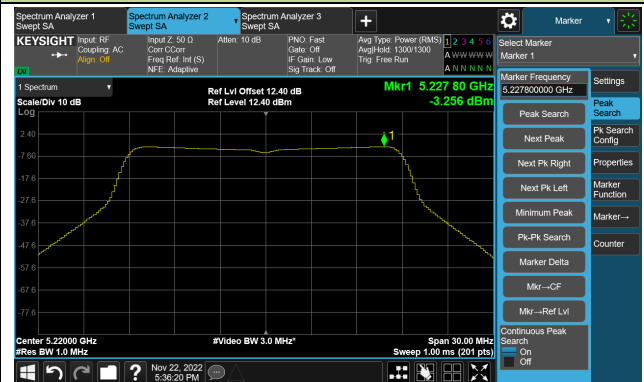 Spectrum Analyzer 1
Swept SA
Spectrum Analyzer 2
Swept SA
Spectrum Analyzer 3
Swept SA
Marker
KEYSIGHT
Input: RF
Coupling: AC
Align: Off
Input Z: 50 Ω
Corr CCorr
Freq Ref: Int (S)
NFE: Adaptive
Atten: 10 dB
PNO: Fast
Gate: Off
IF Gain: Low
Sig Track: Off
Avg Type: Power (RMS)
Avg|Hold: 1300/1300
Trig: Free Run
1 2 3 4 5 6
A W W W W W
A N N N N N
Select Marker
Marker 1
LXI
1 Spectrum
Scale/Div 10 dB
Log
Ref Lvl Offset 12.40 dB
Ref Level 12.40 dBm
Mkr1 5.227 80 GHz
-3.256 dBm
1
2.40
-7.60
-17.6
-27.6
-37.6
-47.6
-57.6
-67.6
-77.6
Center 5.22000 GHz
#Res BW 1.0 MHz
#Video BW 3.0 MHz*
Span 30.00 MHz
Sweep 1.00 ms (201 pts)
Marker Frequency
5.227800000 GHz
Peak Search
Next Peak
Next Pk Right
Next Pk Left
Minimum Peak
Pk-Pk Search
Marker Delta
Mkr→CF
Mkr→Ref Lvl
Continuous Peak
Search
On
Off
Settings
Peak
Search
Pk Search
Config
Properties
Marker
Function
Marker→
Counter
?
Nov 22, 2022
5:36:20 PM